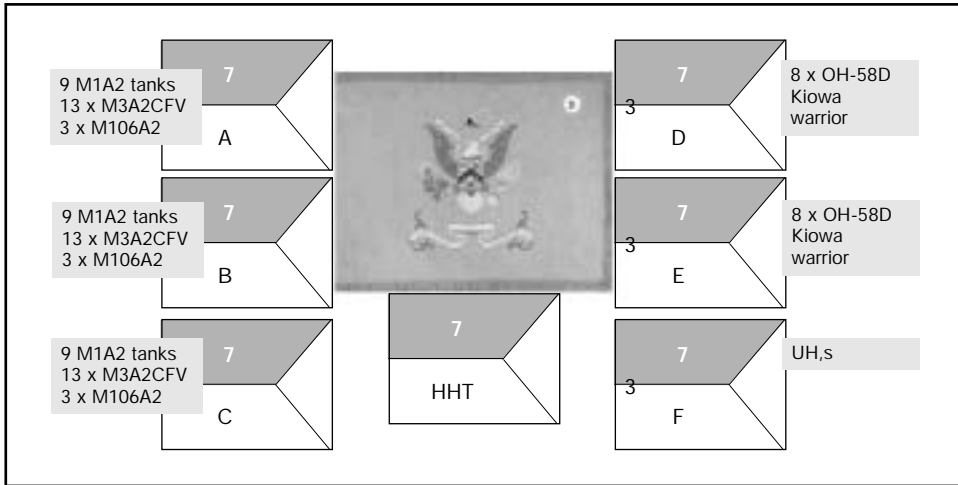 9 M1A2 tanks
13 x M3A2CFV
3 x M106A2
7
A
7
3
D
8 x OH-58D
Kiowa
warrior
9 M1A2 tanks
13 x M3A2CFV
3 x M106A2
7
B
7
3
E
8 x OH-58D
Kiowa
warrior
9 M1A2 tanks
13 x M3A2CFV
3 x M106A2
7
C
7
HHT
7
3
F
UH,s